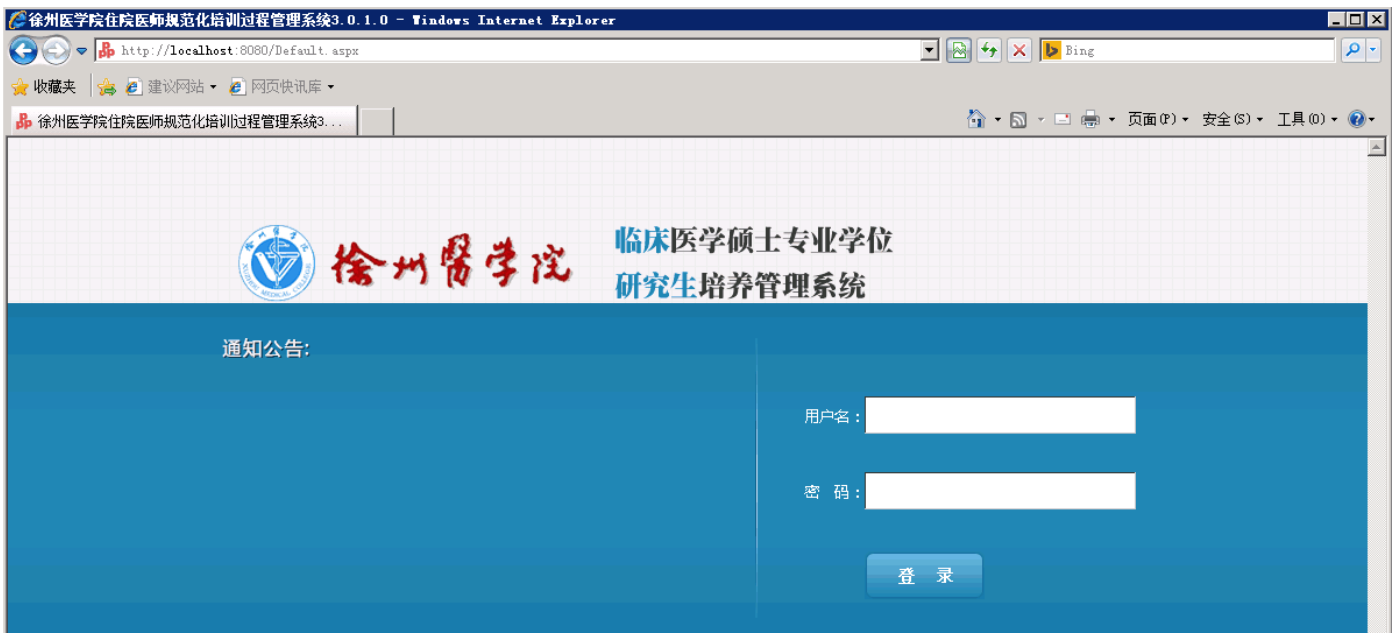 徐州医学院住院医师规范化培训过程管理系统3.0.1.0 - Windows Internet Explorer
http://localhost:8080/Default.aspx
Bing
收藏夹 建议网站 网页快讯库
徐州医学院住院医师规范化培训过程管理系统3...
页面(P) 安全(S) 工具(O)
徐州醫学院
临床医学硕士专业学位
研究生培养管理系统
通知公告:
用户名：
密 码：
登 录